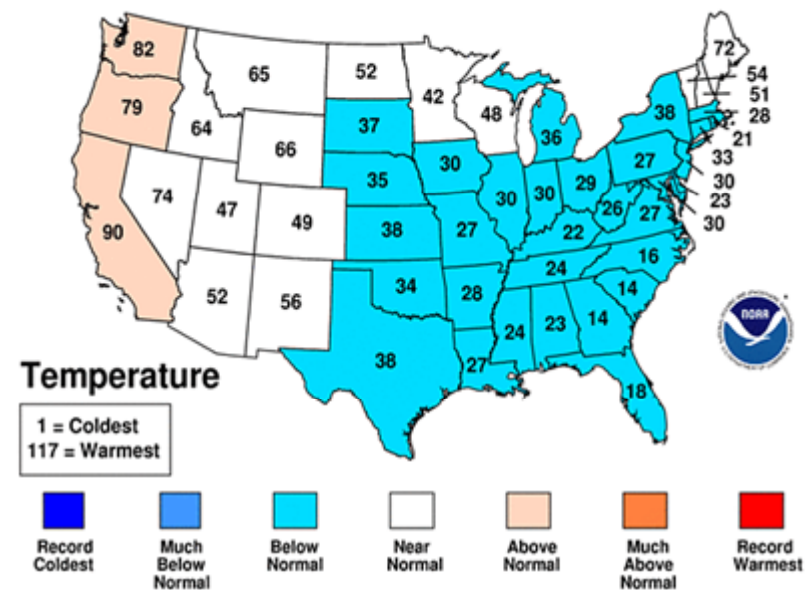 82
72
65
52
54
42
51
79
48
38
28
37
64
36
21
66
33
30
27
35
29
30
74
47
30
30
23
49
26
27
30
90
38
27
22
16
24
52
56
34
28
14
24
23
14
38
27
18
NOAA
Temperature
1 = Coldest
117 = Warmest
Record
Coldest
Much
Below
Normal
Below
Normal
Near
Normal
Above
Normal
Much
Above
Normal
Record
Warmest